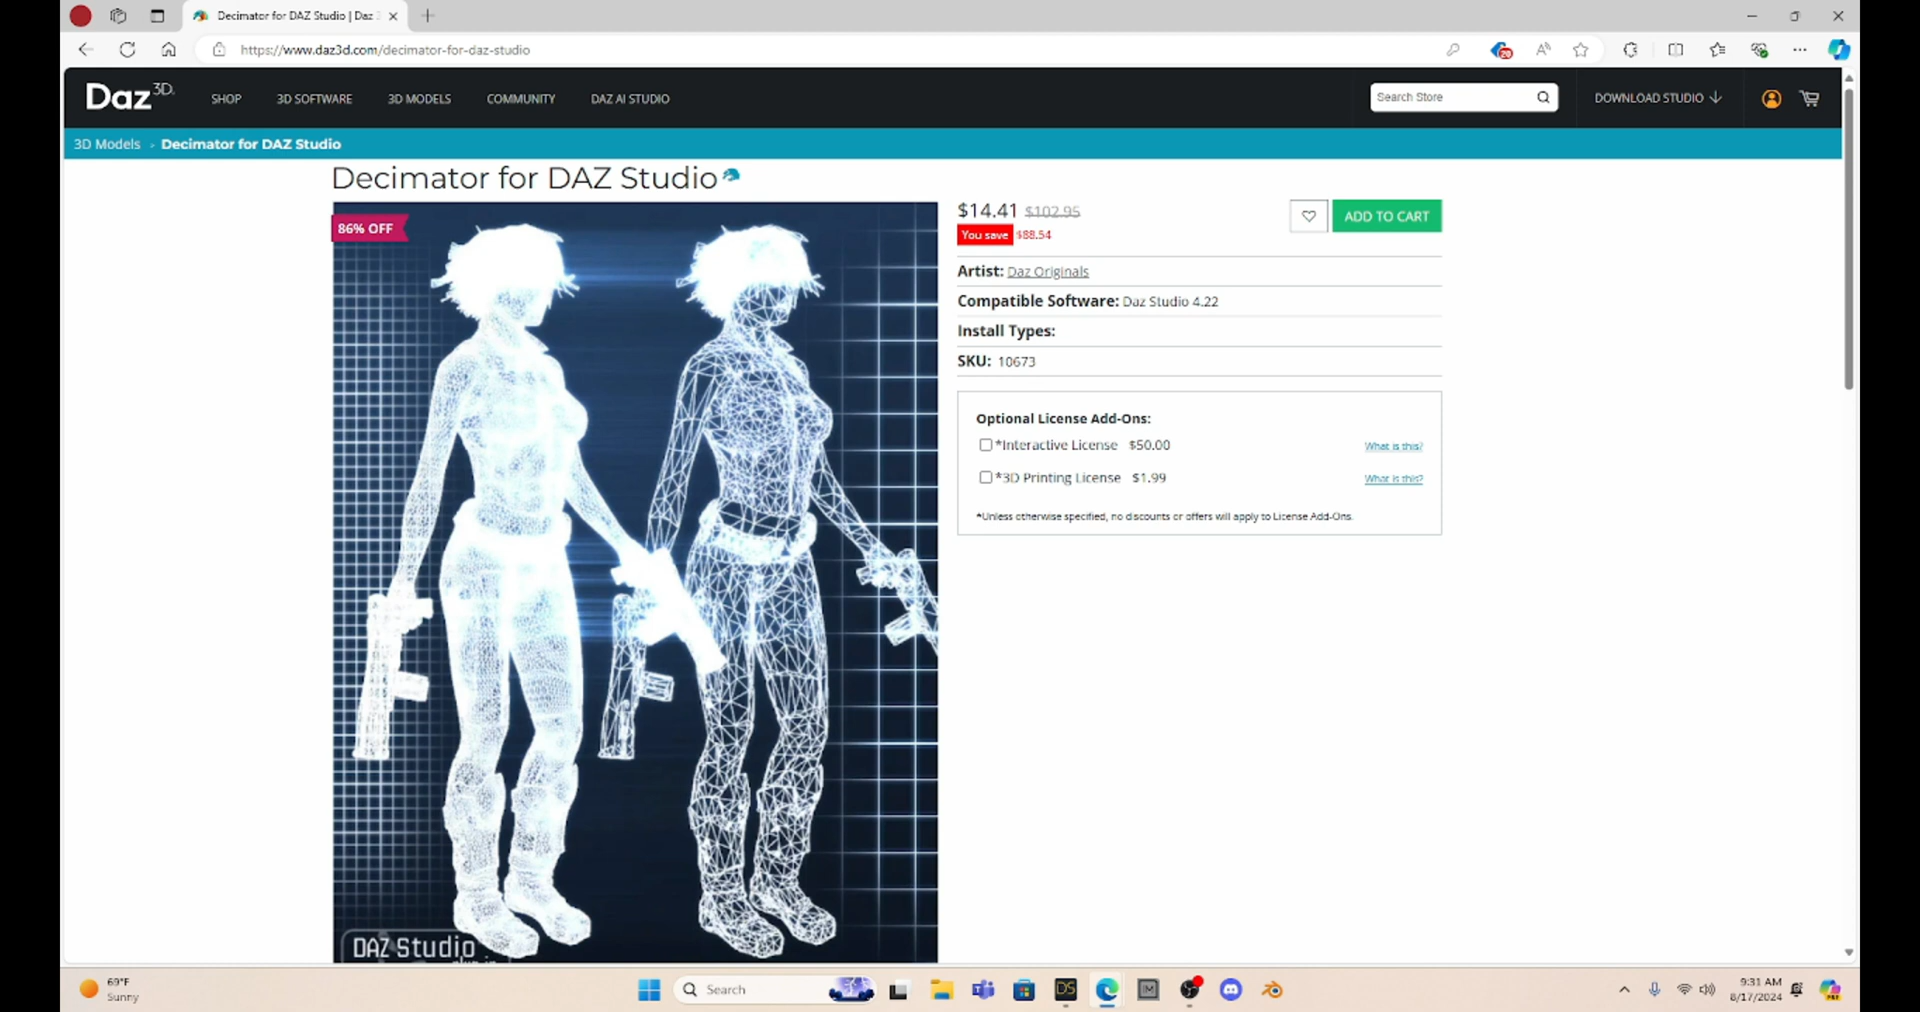 Decimator for DAZ Studio | Daz 3
https://www.daz3d.com/decimator-for-daz-studio
20
Daz 3D.
SHOP
3D SOFTWARE
3D MODELS
COMMUNITY
DAZ AI STUDIO
Search Store
DOWNLOAD STUDIO
3D Models > Decimator for DAZ Studio
Decimator for DAZ Studio
86% OFF
$14.41 $102.95
You save $88.54
ADD TO CART
Artist: Daz Originals
Compatible Software: Daz Studio 4.22
Install Types:
SKU: 10673
Optional License Add-Ons:
*Interactive License $50.00 What is this?
*3D Printing License $1.99 What is this?
*Unless otherwise specified, no discounts or offers will apply to License Add-Ons.
DAZ Studio
69°F
Sunny
Search
DS
9:31 AM
8/17/2024